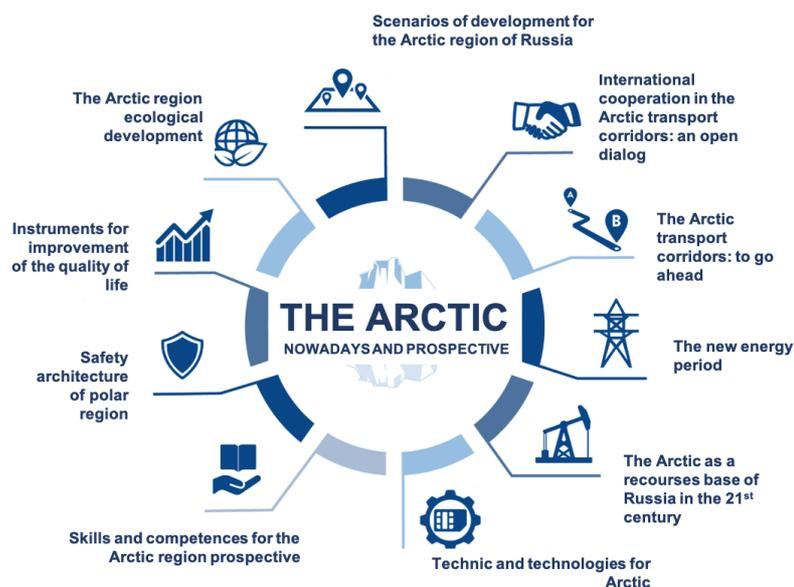 Scenarios of development for
the Arctic region of Russia
International
cooperation in the
Arctic transport
corridors: an open
dialog
A
B
The Arctic
transport
corridors: to go
ahead
The new energy
period
The Arctic as a
recourses base of
Russia in the 21st
century
Technic and technologies for
Arctic
Skills and competences for the
Arctic region prospective
Safety
architecture
of polar
region
Instruments for
improvement
of the quality of
life
The Arctic region
ecological
development
THE ARCTIC
NOWADAYS AND PROSPECTIVE